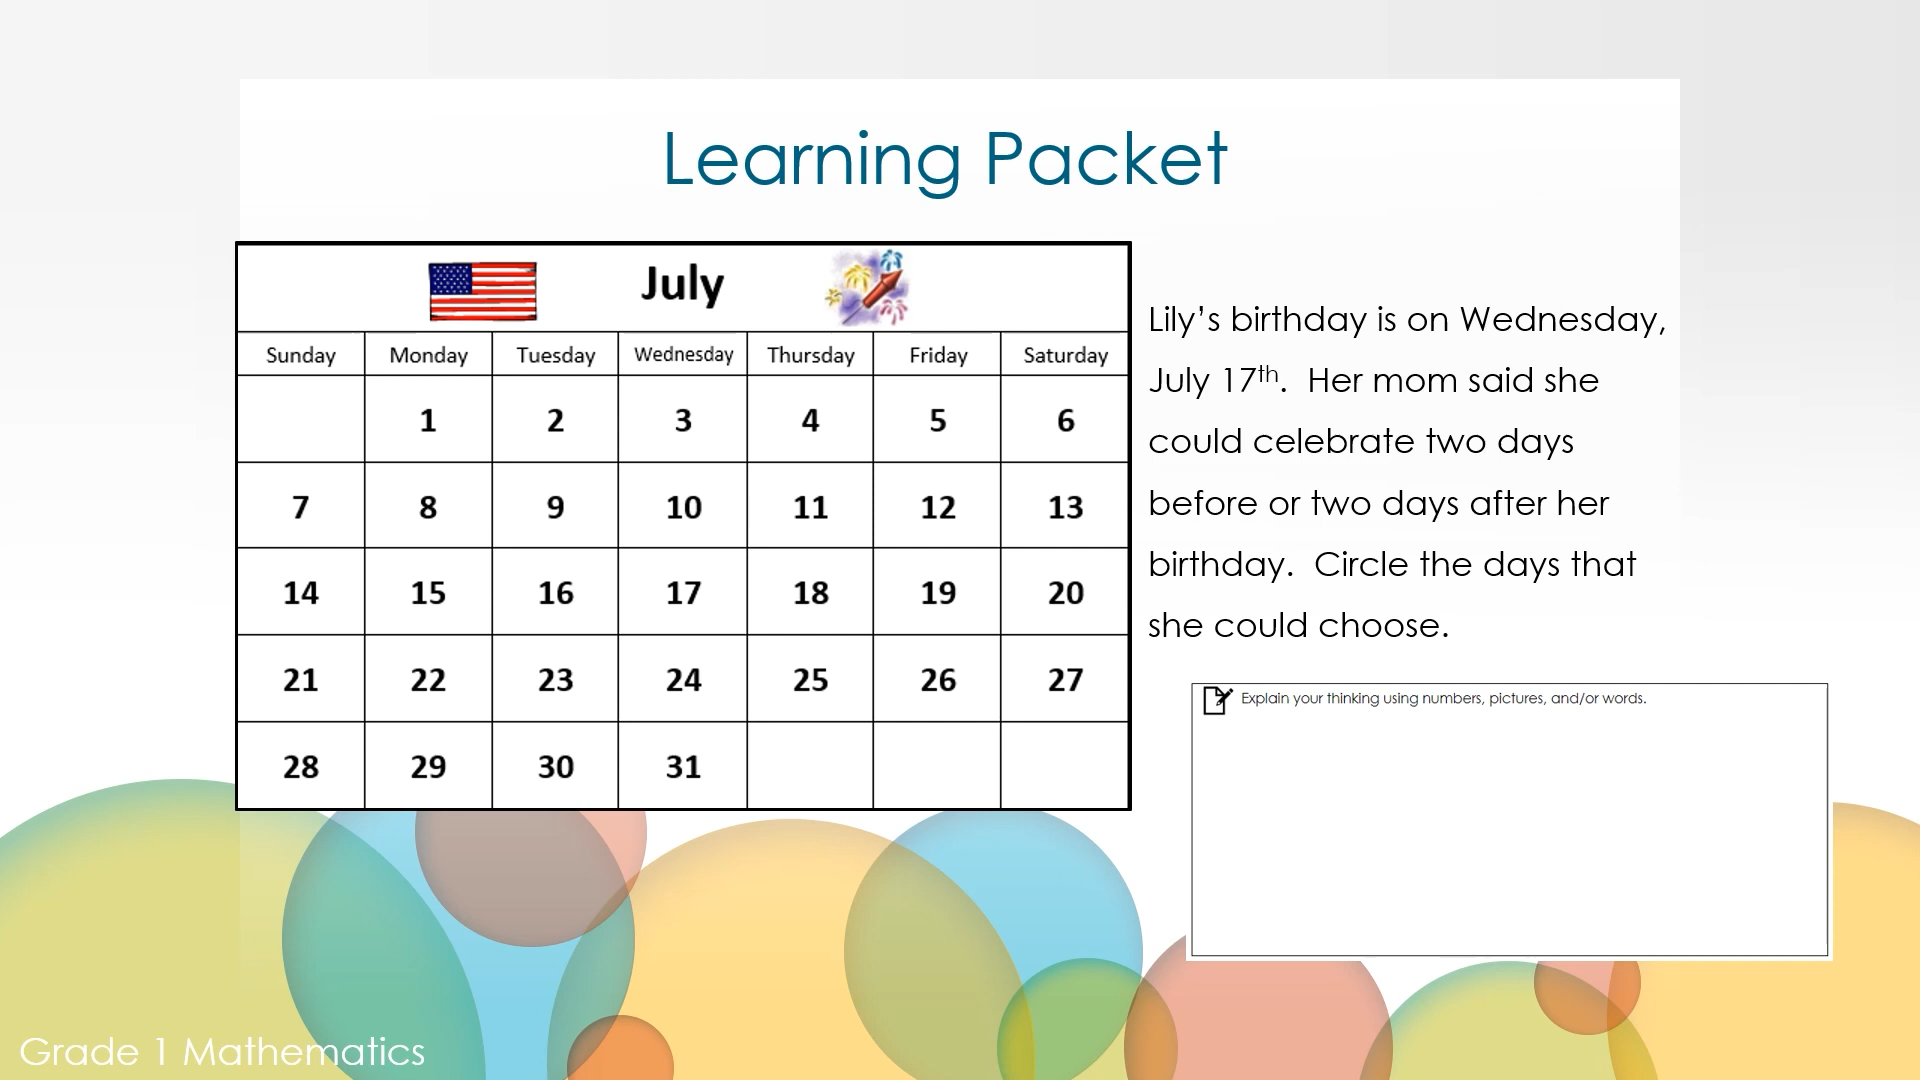 Learning Packet
July
Sunday Monday Tuesday Wednesday Thursday Friday Saturday
1 2 3 4 5 6
7 8 9 10 11 12 13
14 15 16 17 18 19 20
21 22 23 24 25 26 27
28 29 30 31
Lily’s birthday is on Wednesday,
July 17th.  Her mom said she
could celebrate two days
before or two days after her
birthday.  Circle the days that
she could choose.
Explain your thinking using numbers, pictures, and/or words.
Grade 1 Mathematics